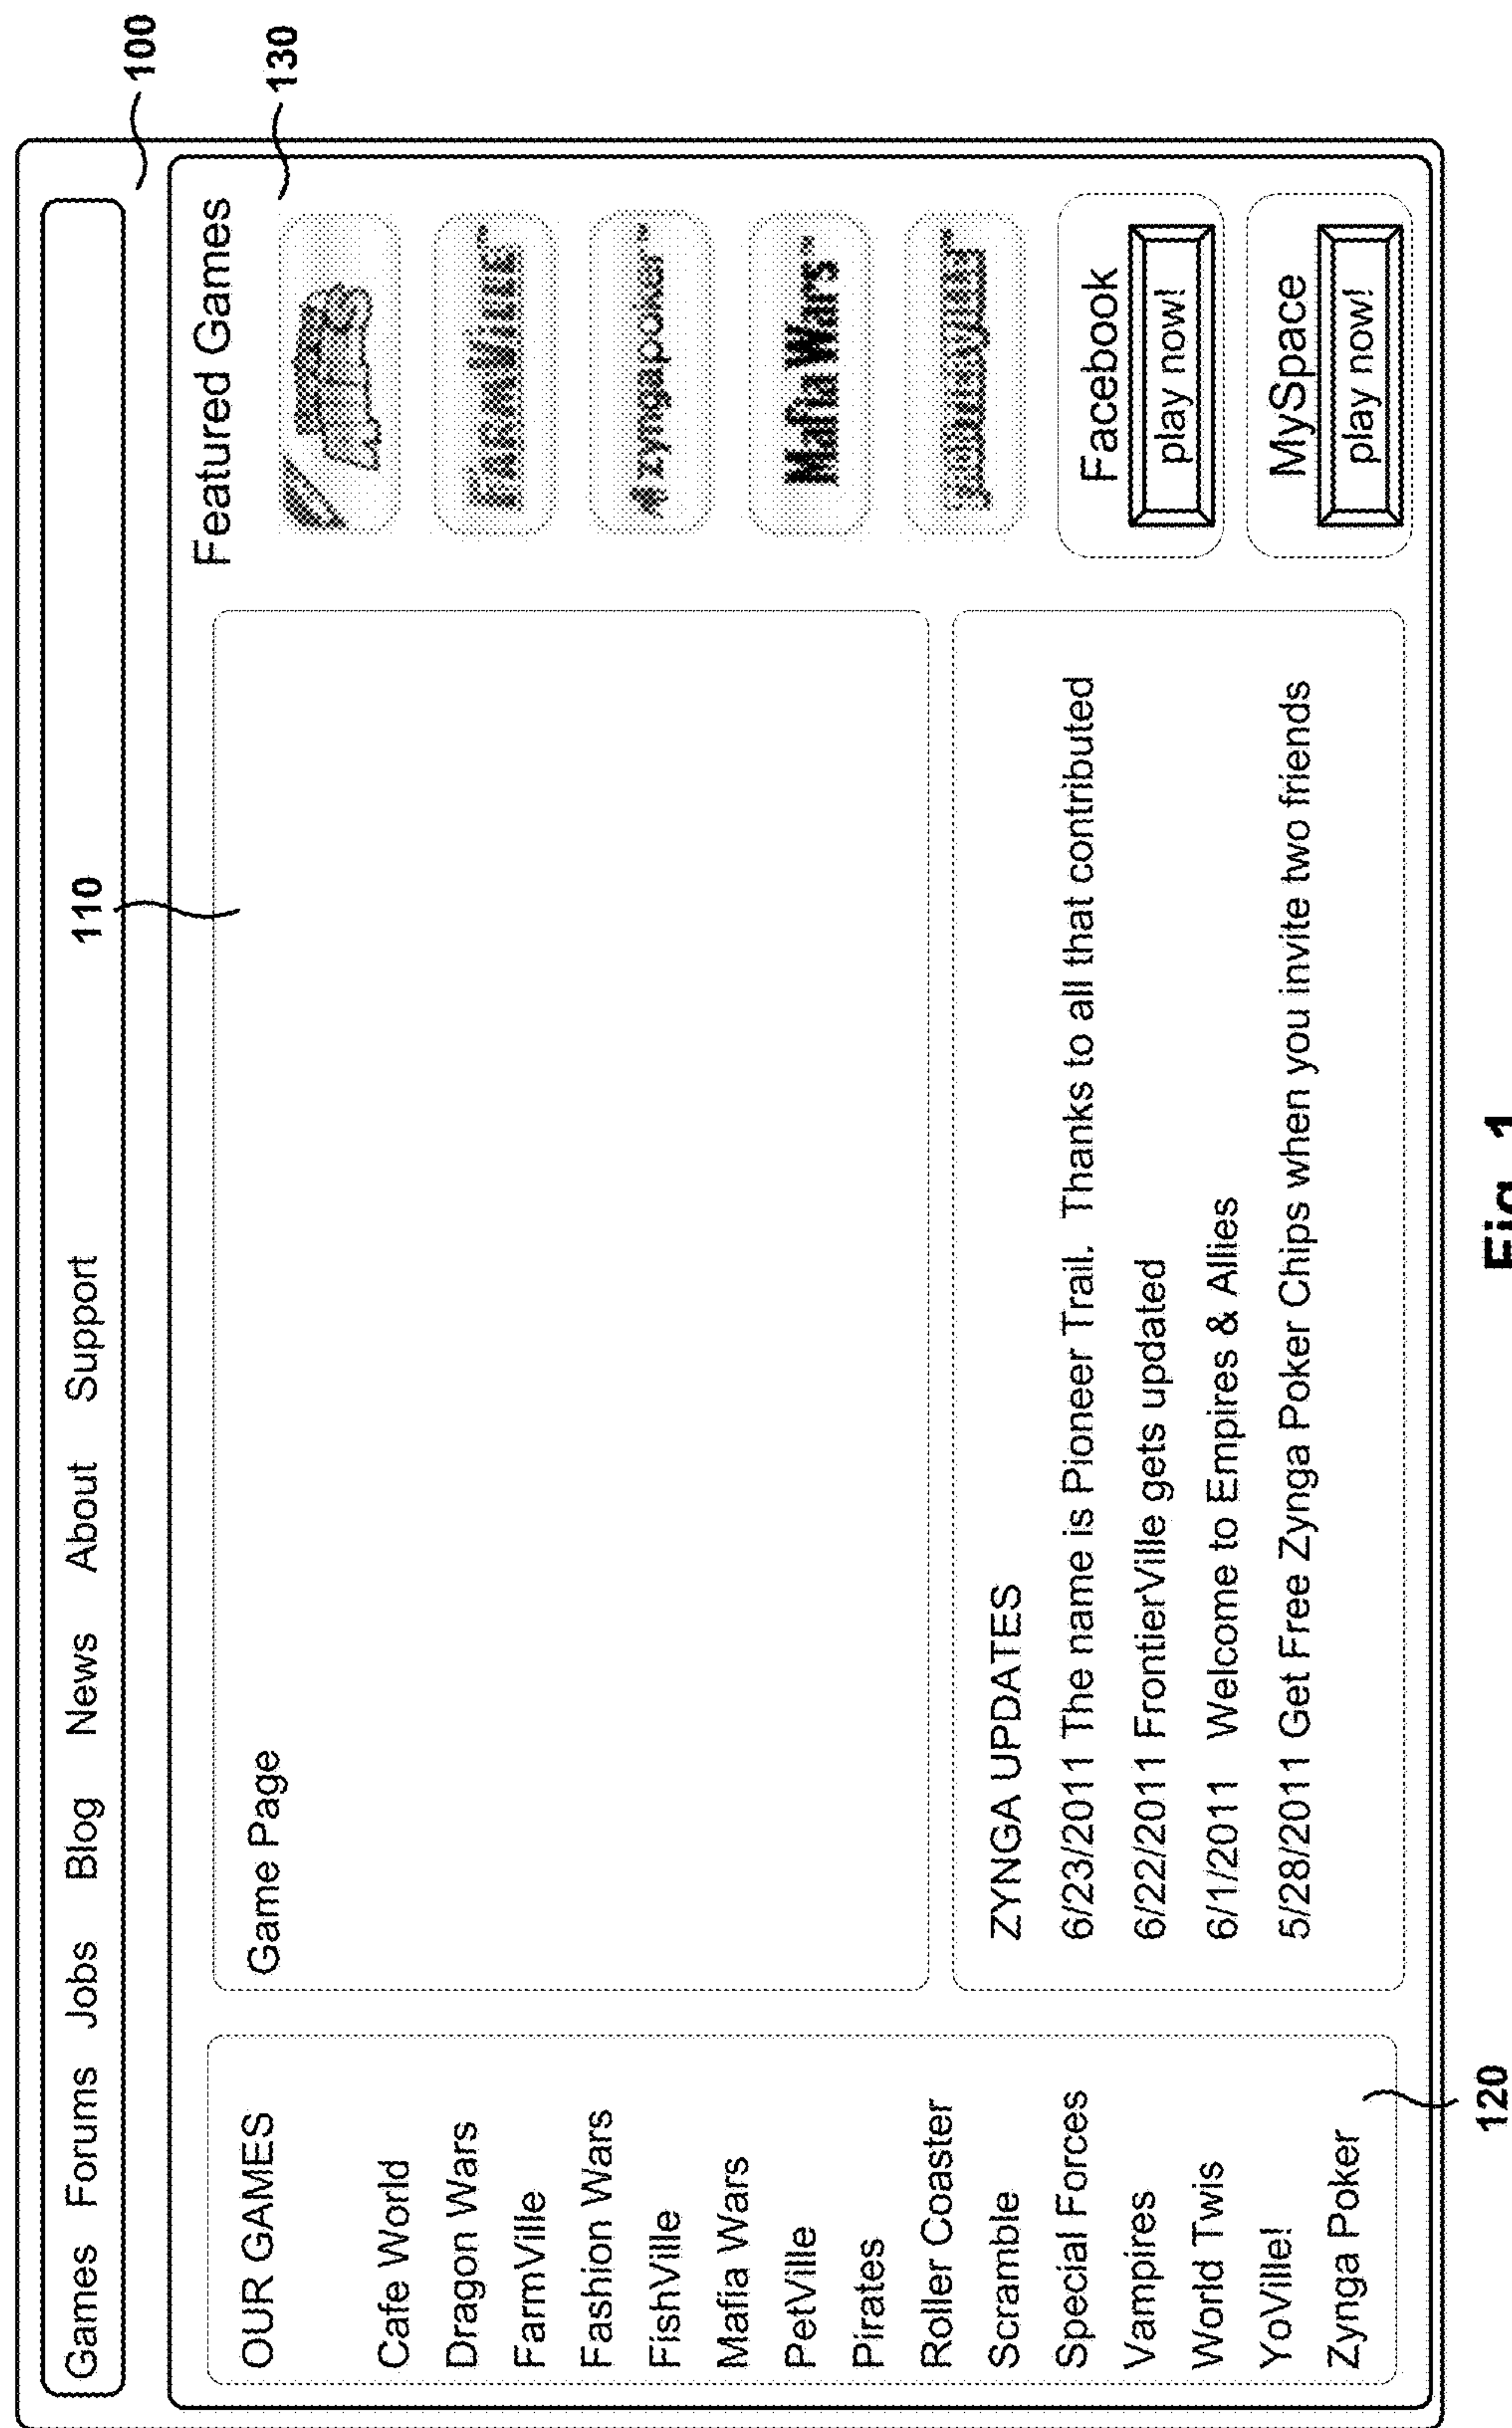 100
Games Forums Jobs Blog News About Support
110
OUR GAMES
Cafe World
Dragon Wars
FarmVille
Fashion Wars
FishVille
Mafia Wars
PetVille
Pirates
Roller Coaster
Scramble
Special Forces
Vampires
World Twis
YoVille!
Zynga Poker
120
Game Page
ZYNGA UPDATES
6/23/2011 The name is Pioneer Trail. Thanks to all that contributed
6/22/2011 FrontierVille gets updated
6/1/2011 Welcome to Empires & Allies
5/28/2011 Get Free Zynga Poker Chips when you invite two friends
Featured Games
130
FARMVILLE™
zyngapoker™
Mafia Wars™
Facebook
play now!
MySpace
play now!
Fig. 1